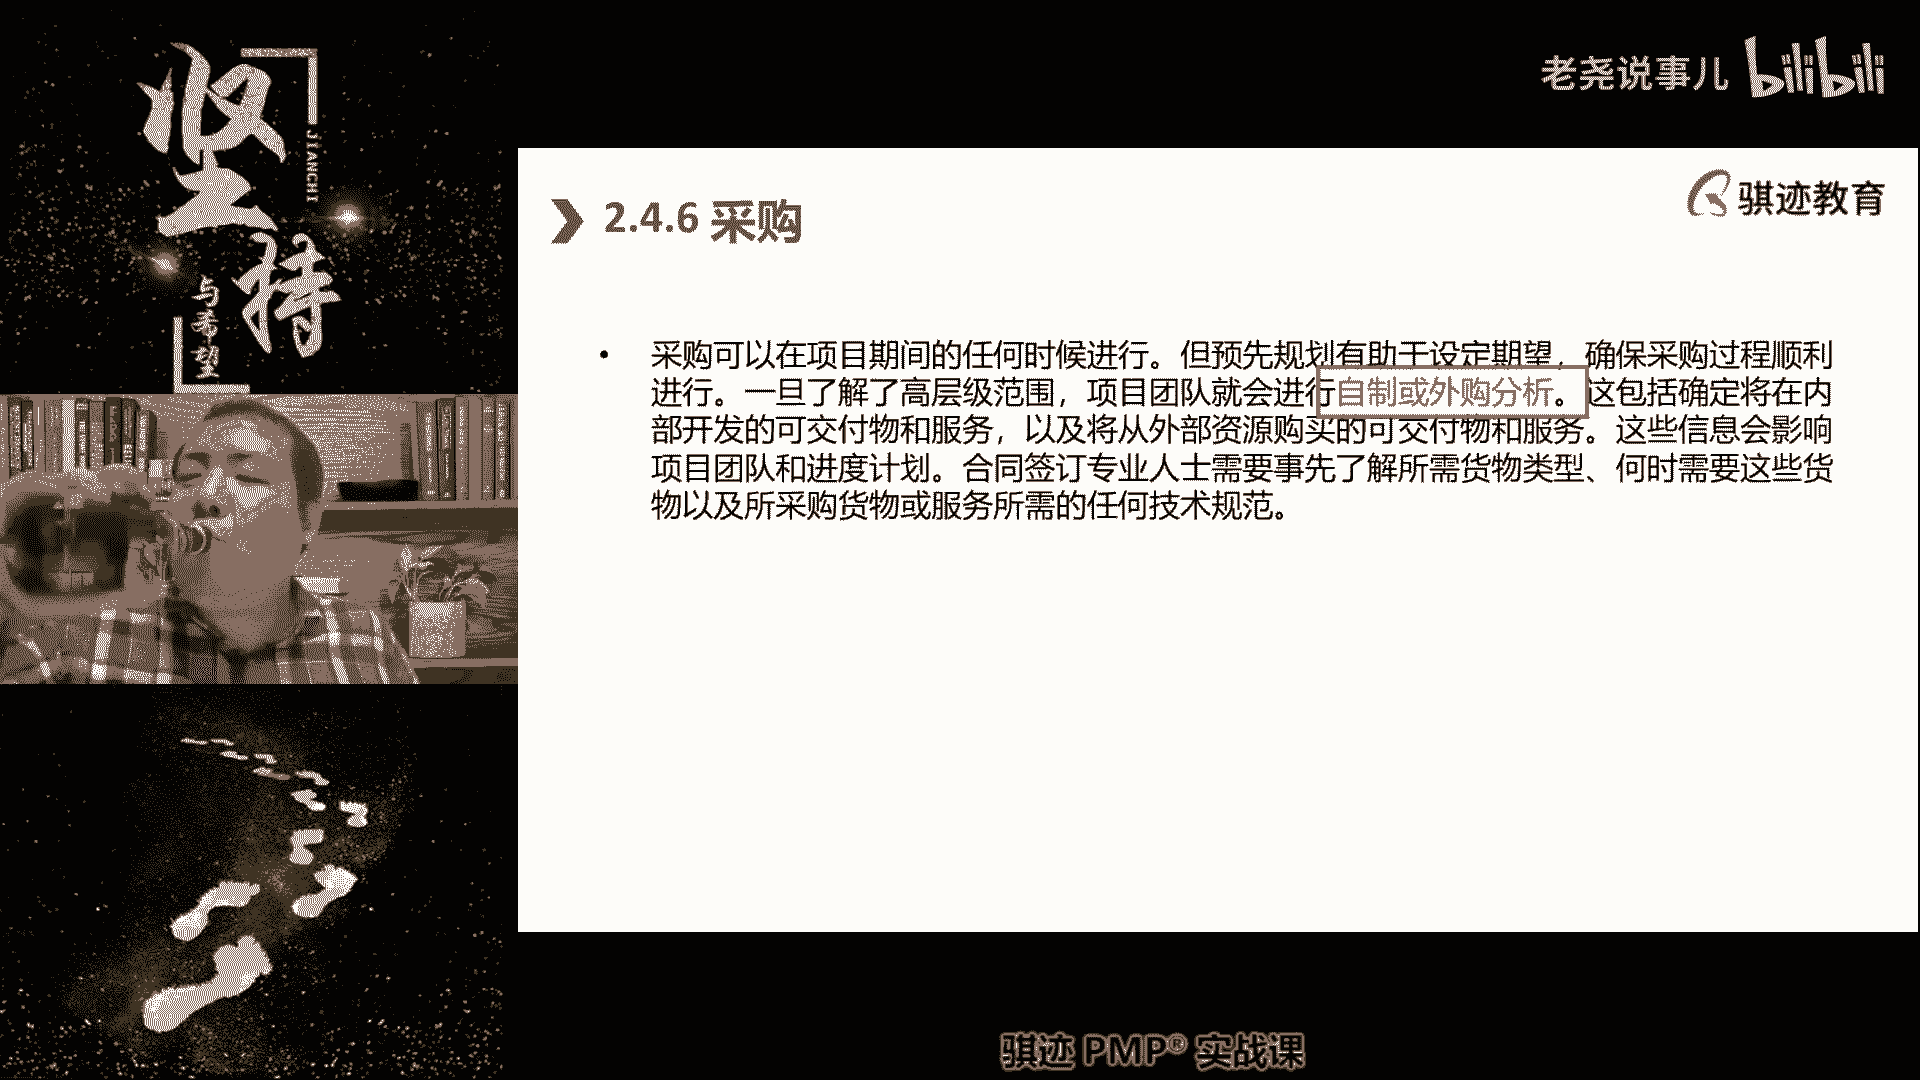 坚持
JIANCHI
与希望
老尧说事儿 bilibili
骐迹教育
2.4.6 采购
• 采购可以在项目期间的任何时候进行。但预先规划有助于设定期望，确保采购过程顺利
进行。一旦了解了高层级范围，项目团队就会进行自制或外购分析。这包括确定将在内
部开发的可交付物和服务，以及将从外部资源购买的可交付物和服务。这些信息会影响
项目团队和进度计划。合同签订专业人士需要事先了解所需货物类型、何时需要这些货
物以及所采购货物或服务所需的任何技术规范。
骐迹 PMP® 实战课